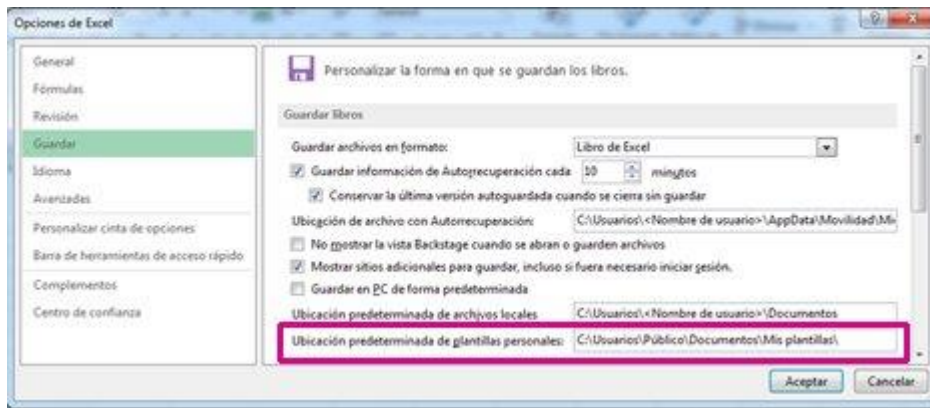 Opciones de Excel
General
Fórmulas
Revisión
Guardar
Idioma
Avanzadas
Personalizar cinta de opciones
Barra de herramientas de acceso rápido
Complementos
Centro de confianza
Personalizar la forma en que se guardan los libros.
Guardar libros
Guardar archivos en formato: Libro de Excel
Guardar información de Autorrecuperación cada 10 minutos
Conservar la última versión autoguardada cuando se cierra sin guardar
Ubicación de archivo con Autorrecuperación: C:\Usuarios\<Nombre de usuario>\AppData\Movilidad\Mi
No mostrar la vista Backstage cuando se abran o guarden archivos
Mostrar sitios adicionales para guardar, incluso si fuera necesario iniciar sesión.
Guardar en PC de forma predeterminada
Ubicación predeterminada de archivos locales C:\Usuarios\<Nombre de usuario>\Documentos
Ubicación predeterminada de plantillas personales: C:\Usuarios\Público\Documentos\Mis plantillas\
Aceptar Cancelar